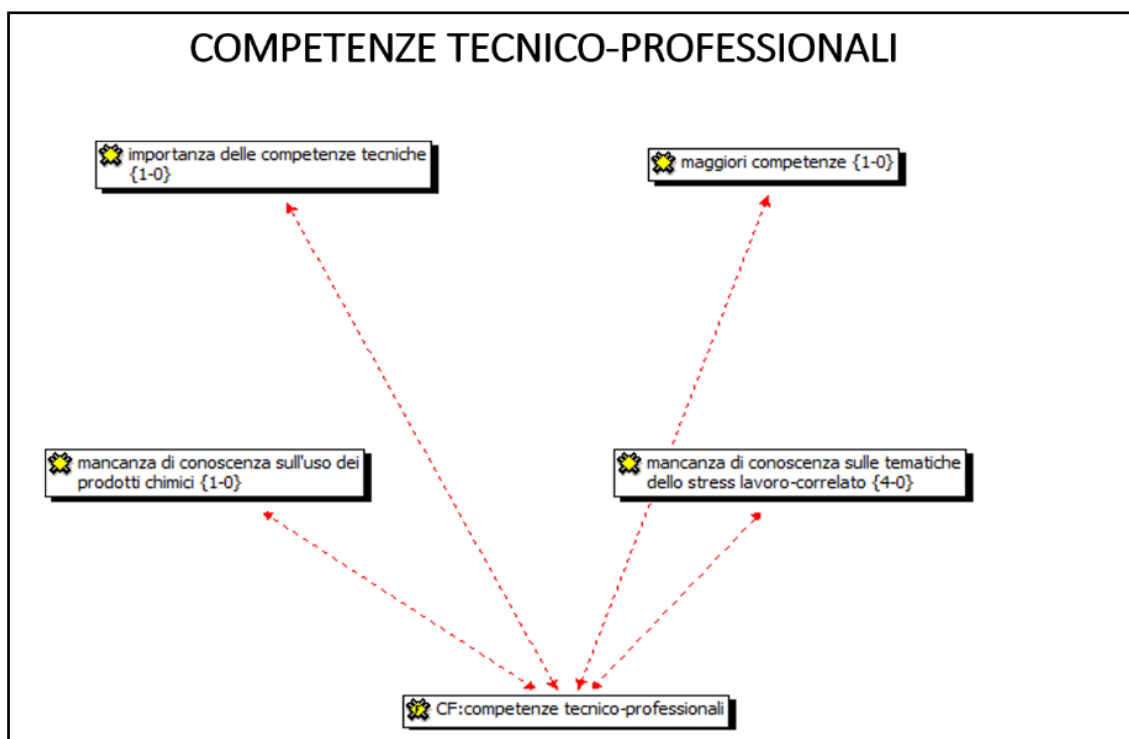 COMPETENZE TECNICO-PROFESSIONALI
importanza delle competenze tecniche
{1-0}
maggiori competenze {1-0}
mancanza di conoscenza sull'uso dei
prodotti chimici {1-0}
mancanza di conoscenza sulle tematiche
dello stress lavoro-correlato {4-0}
CF:competenze tecnico-professionali